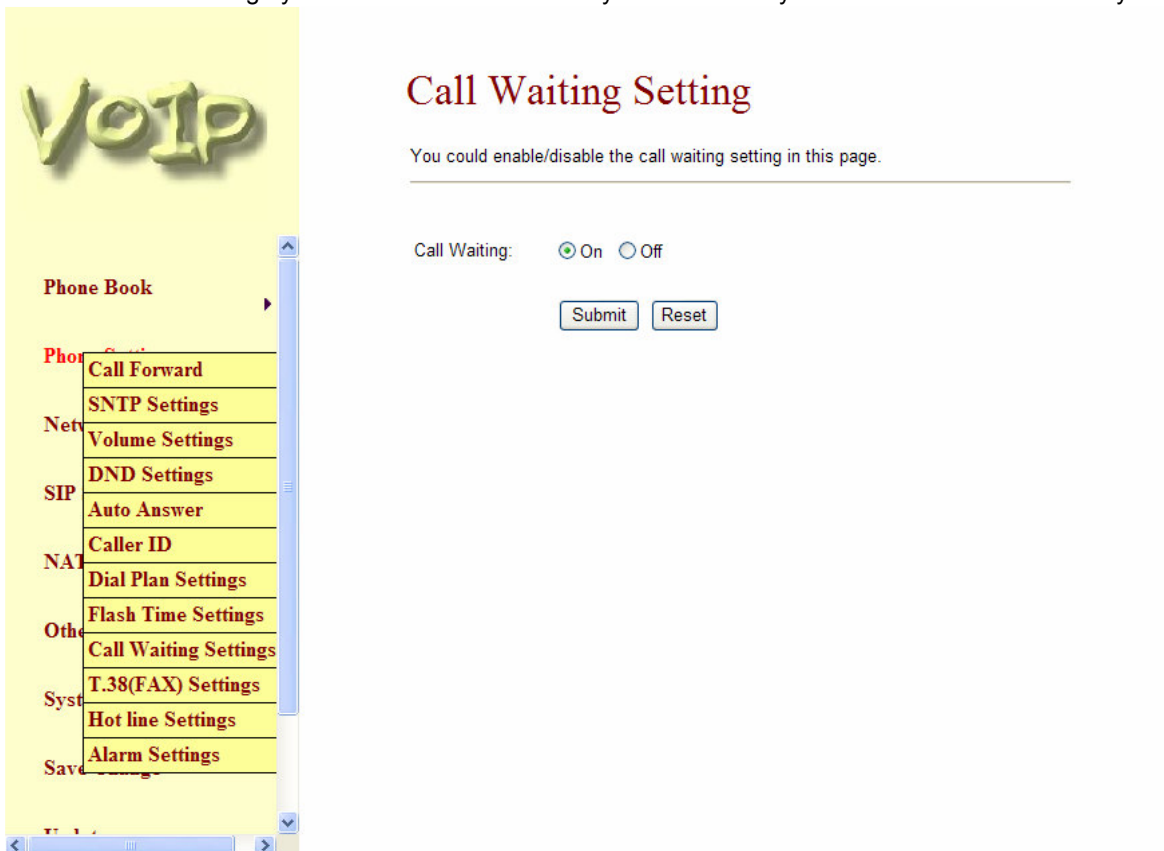 VoIP
Call Waiting Setting
You could enable/disable the call waiting setting in this page.
Call Waiting: On Off
Submit Reset
Phone Book
Call Forward
SNTP Settings
Volume Settings
DND Settings
SIP
Auto Answer
Caller ID
Dial Plan Settings
Flash Time Settings
Call Waiting Settings
T.38(FAX) Settings
Hot line Settings
Alarm Settings